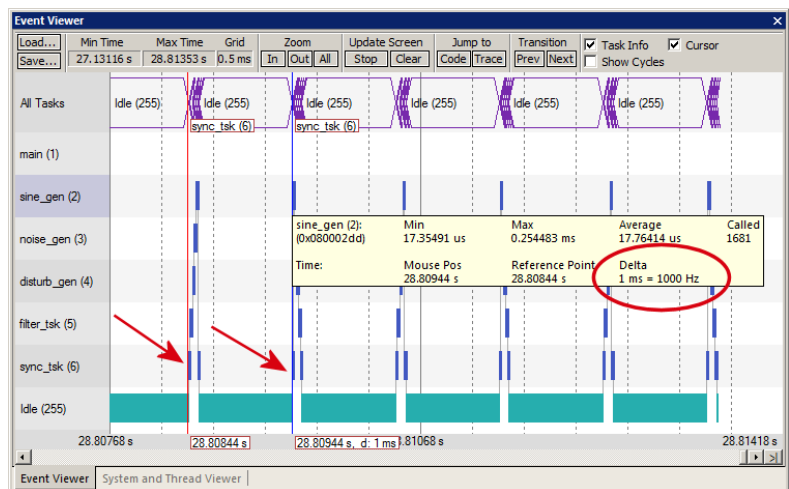 Event Viewer
Load... Min Time Max Time Grid Zoom Update Screen Jump to Transition Task Info Cursor
Save... 27.13116 s 28.81353 s 0.5 ms In Out All Stop Clear Code Trace Prev Next Show Cycles
All Tasks Idle (255) Idle (255) Idle (255) Idle (255) Idle (255) Idle (255)
sync_tsk (6) sync_tsk (6)
main (1)
sine_gen (2)
sine_gen (2): Min Max Average Called
noise_gen (3) (0x080002dd) 17.35491 us 0.254483 ms 17.76414 us 1681
Time: Mouse Pos Reference Point Delta
disturb_gen (4) 28.80944 s 28.80844 s 1 ms = 1000 Hz
filter_tsk (5)
sync_tsk (6)
Idle (255)
28.80768 s 28.80844 s 28.80944 s, d: 1 ms .81068 s 28.81418 s
Event Viewer System and Thread Viewer